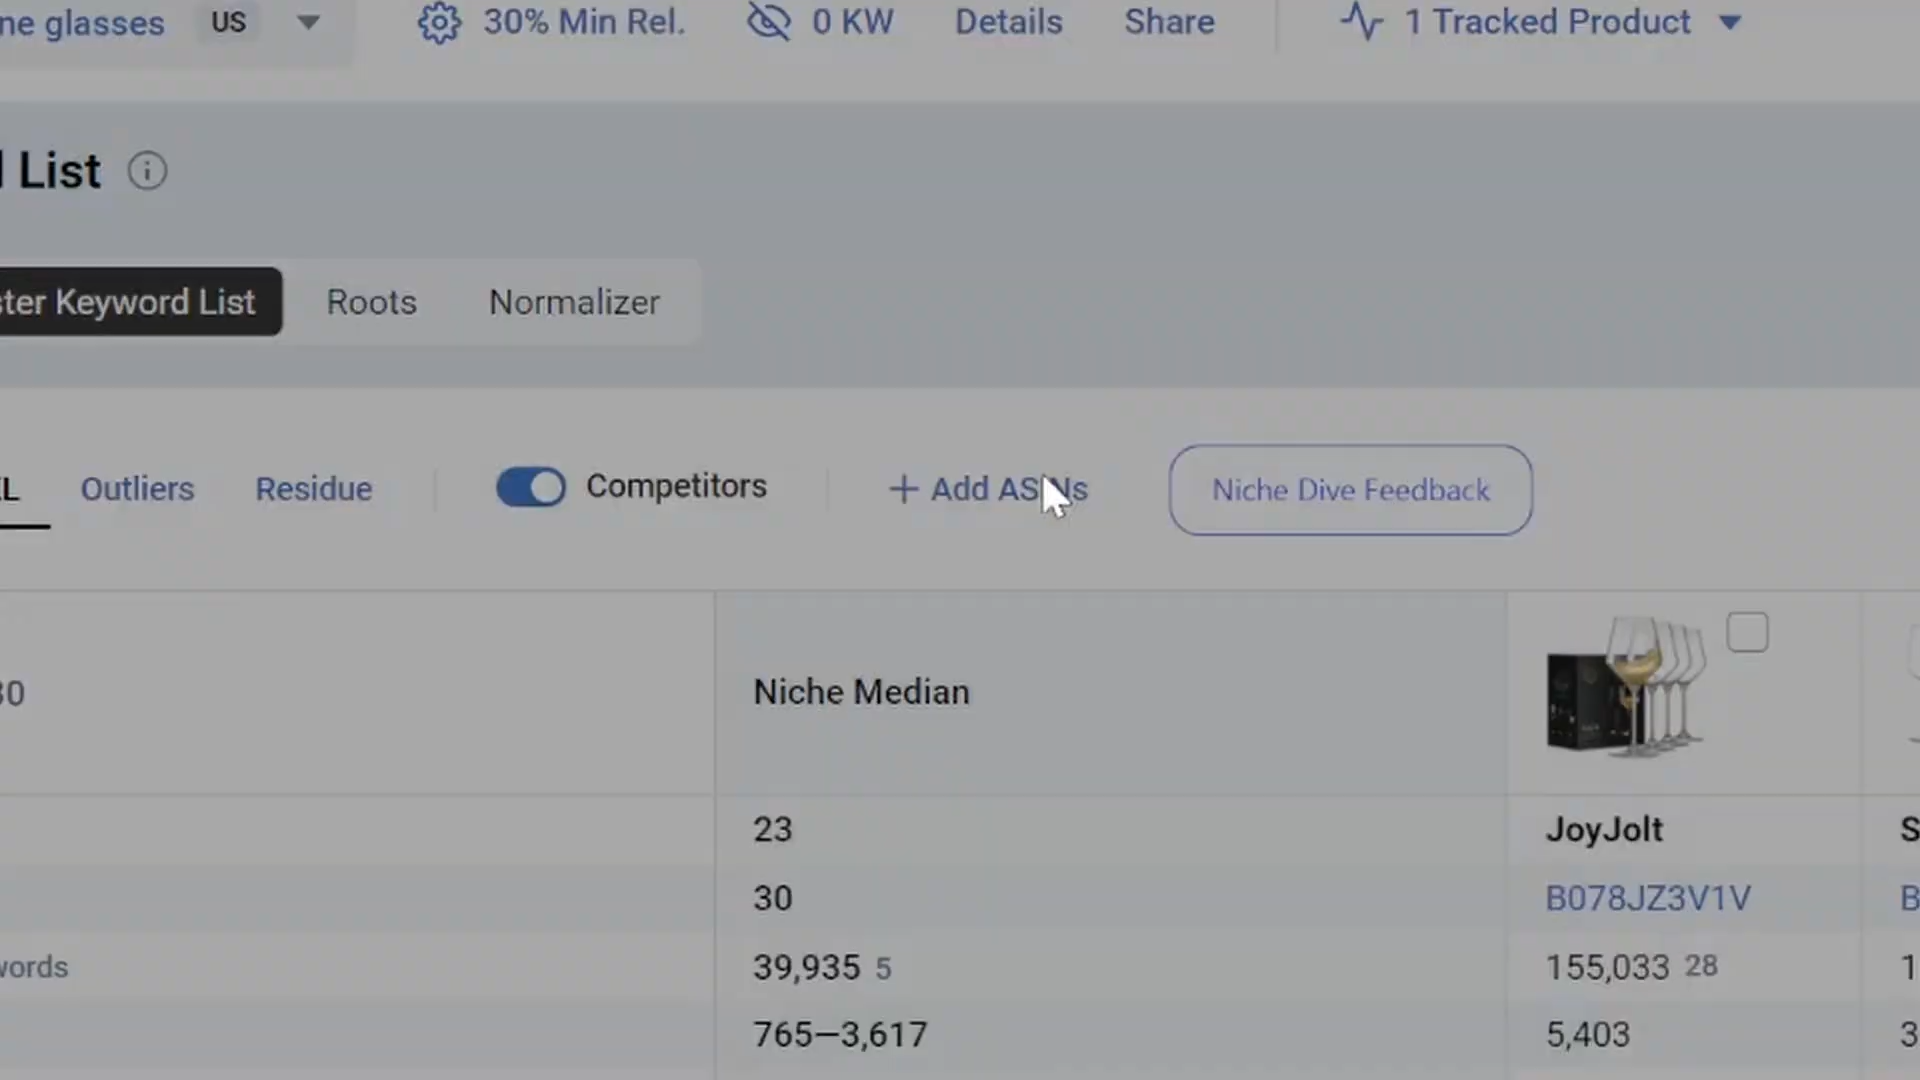 ne glasses US 30% Min Rel. 0 KW Details Share 1 Tracked Product
List
ter Keyword List Roots Normalizer
L Outliers Residue Competitors + Add ASINs Niche Dive Feedback
30 Niche Median
23 JoyJolt S
30 B078JZ3V1V B
words 39,935 5 155,033 28 1
765—3,617 5,403 3